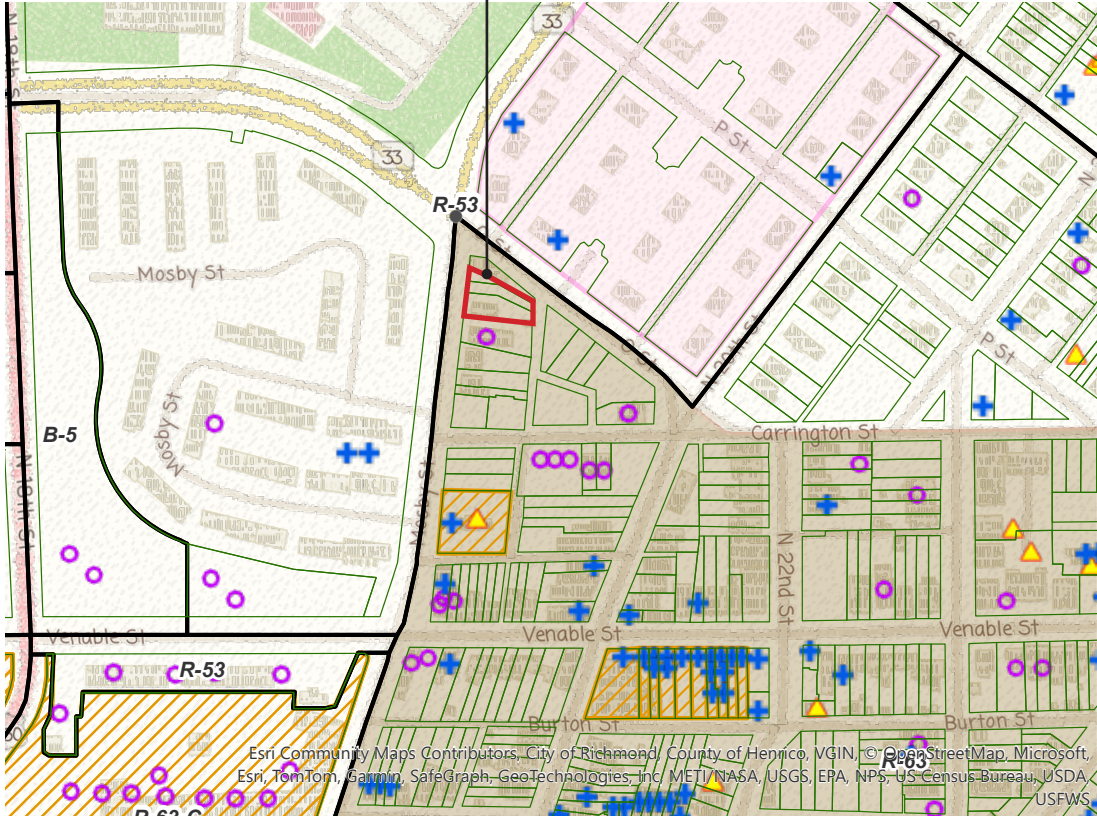 33
O St
33
P St
R-53
Mosby St
P St
O St
B-5
Mosby St
Carrington St
N 18th St
N 22nd St
Venable St
Venable St
Venable St
R-53
Burton St
Burton St
Esri Community Maps Contributors, City of Richmond, County of Henrico, VGIN, © OpenStreetMap, Microsoft,
R-63
Esri, TomTom, Garmin, SafeGraph, GeoTechnologies, Inc, METI/NASA, USGS, EPA, NPS, US Census Bureau, USDA,
USFWS
R-63-C